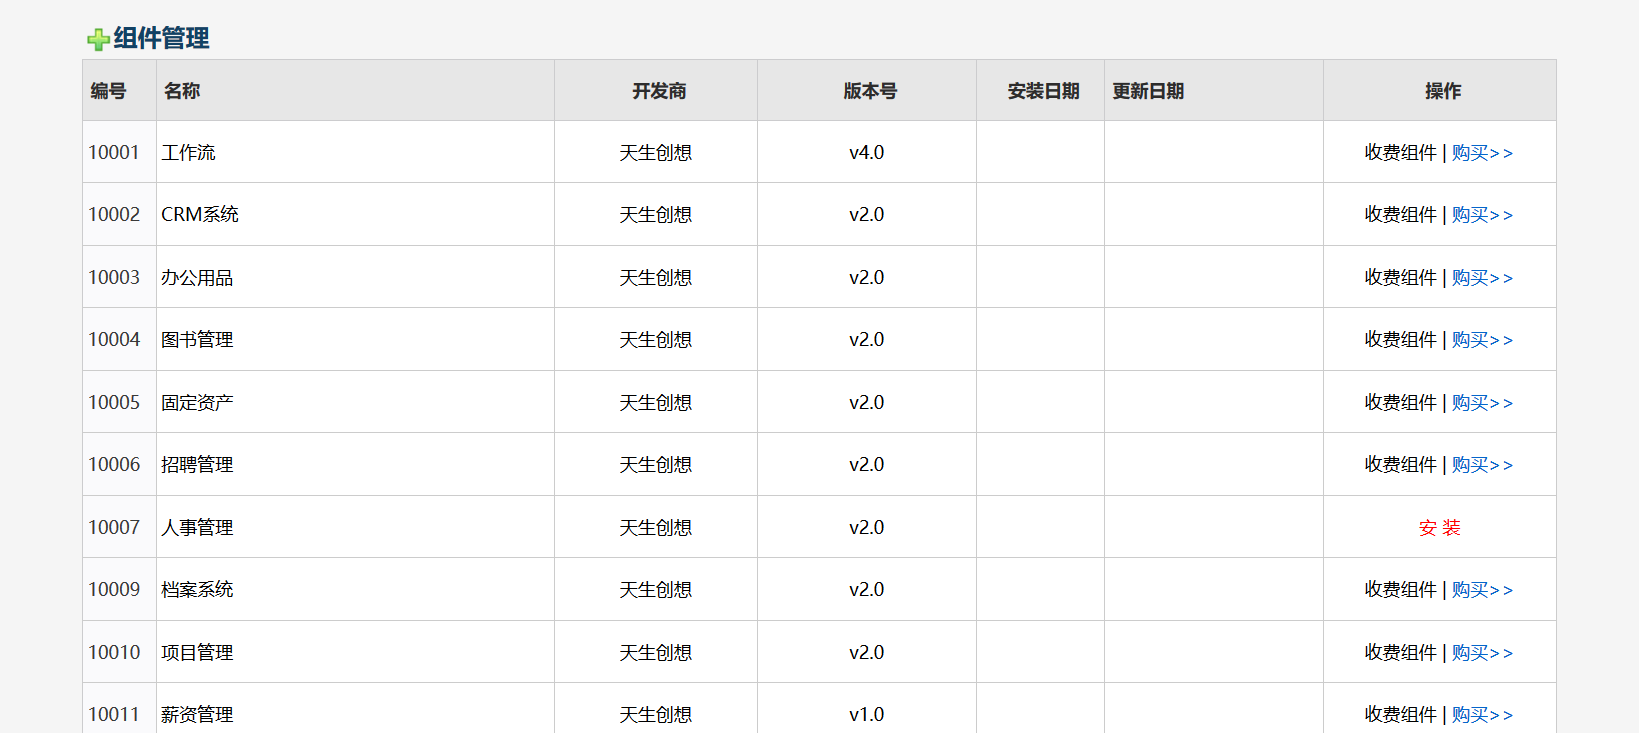 组件管理
编号 名称 开发商 版本号 安装日期 更新日期 操作
10001 工作流 天生创想 v4.0 收费组件 | 购买>>
10002 CRM系统 天生创想 v2.0 收费组件 | 购买>>
10003 办公用品 天生创想 v2.0 收费组件 | 购买>>
10004 图书管理 天生创想 v2.0 收费组件 | 购买>>
10005 固定资产 天生创想 v2.0 收费组件 | 购买>>
10006 招聘管理 天生创想 v2.0 收费组件 | 购买>>
10007 人事管理 天生创想 v2.0 安 装
10009 档案系统 天生创想 v2.0 收费组件 | 购买>>
10010 项目管理 天生创想 v2.0 收费组件 | 购买>>
10011 薪资管理 天生创想 v1.0 收费组件 | 购买>>